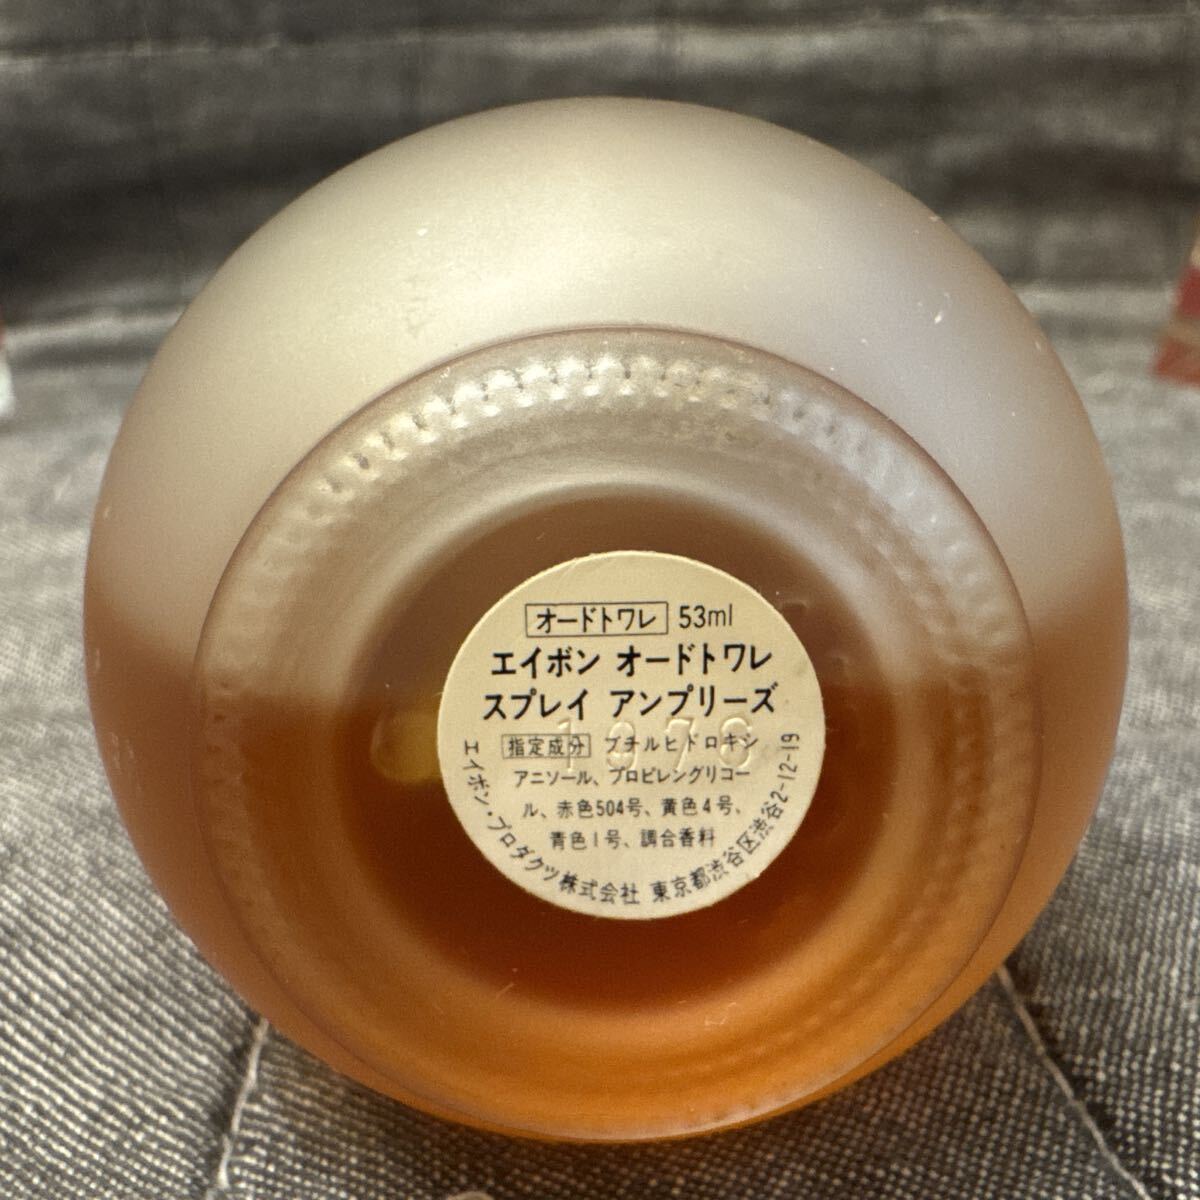 オードトワレ 53ml
エイボン オードトワレ
スプレイ アンプリーズ
指定成分 ブチルヒドロキシ
アニソール、プロピレングリコー
ル、赤色504号、黄色4号、
青色1号、調合香料
エイボン・プロダクツ株式会社 東京都渋谷区渋谷2-12-19